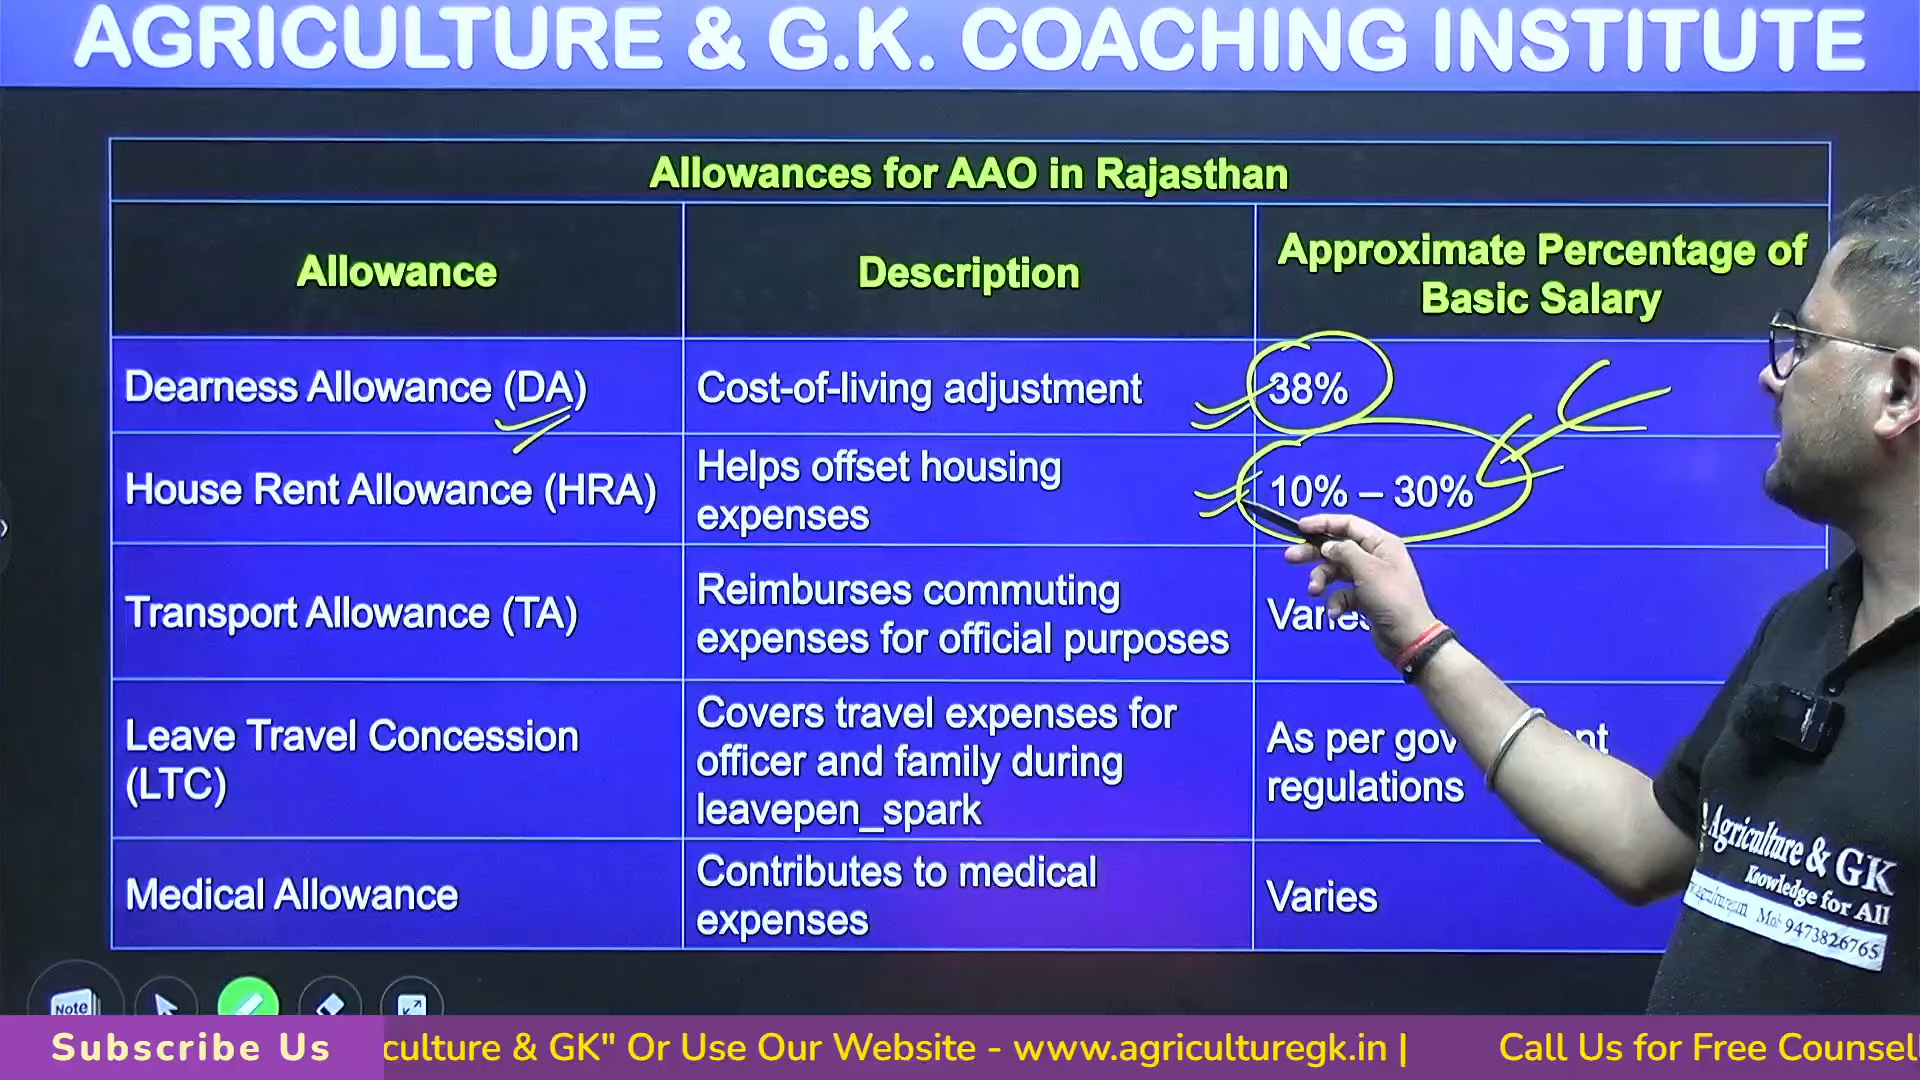 AGRICULTURE & G.K. COACHING INSTITUTE
Allowances for AAO in Rajasthan
Allowance
Description
Approximate Percentage of
Basic Salary
Dearness Allowance (DA)
Cost-of-living adjustment
38%
House Rent Allowance (HRA)
Helps offset housing
expenses
10% – 30%
Transport Allowance (TA)
Reimburses commuting
expenses for official purposes
Varies
Leave Travel Concession
(LTC)
Covers travel expenses for
officer and family during
leavepen_spark
As per
regulations
Medical Allowance
Contributes to medical
expenses
Varies
Agriculture & GK
Knowledge for All
9473826765
Note
Subscribe Us
culture & GK" Or Use Our Website - www.agriculturegk.in |
Call Us for Free Counsel